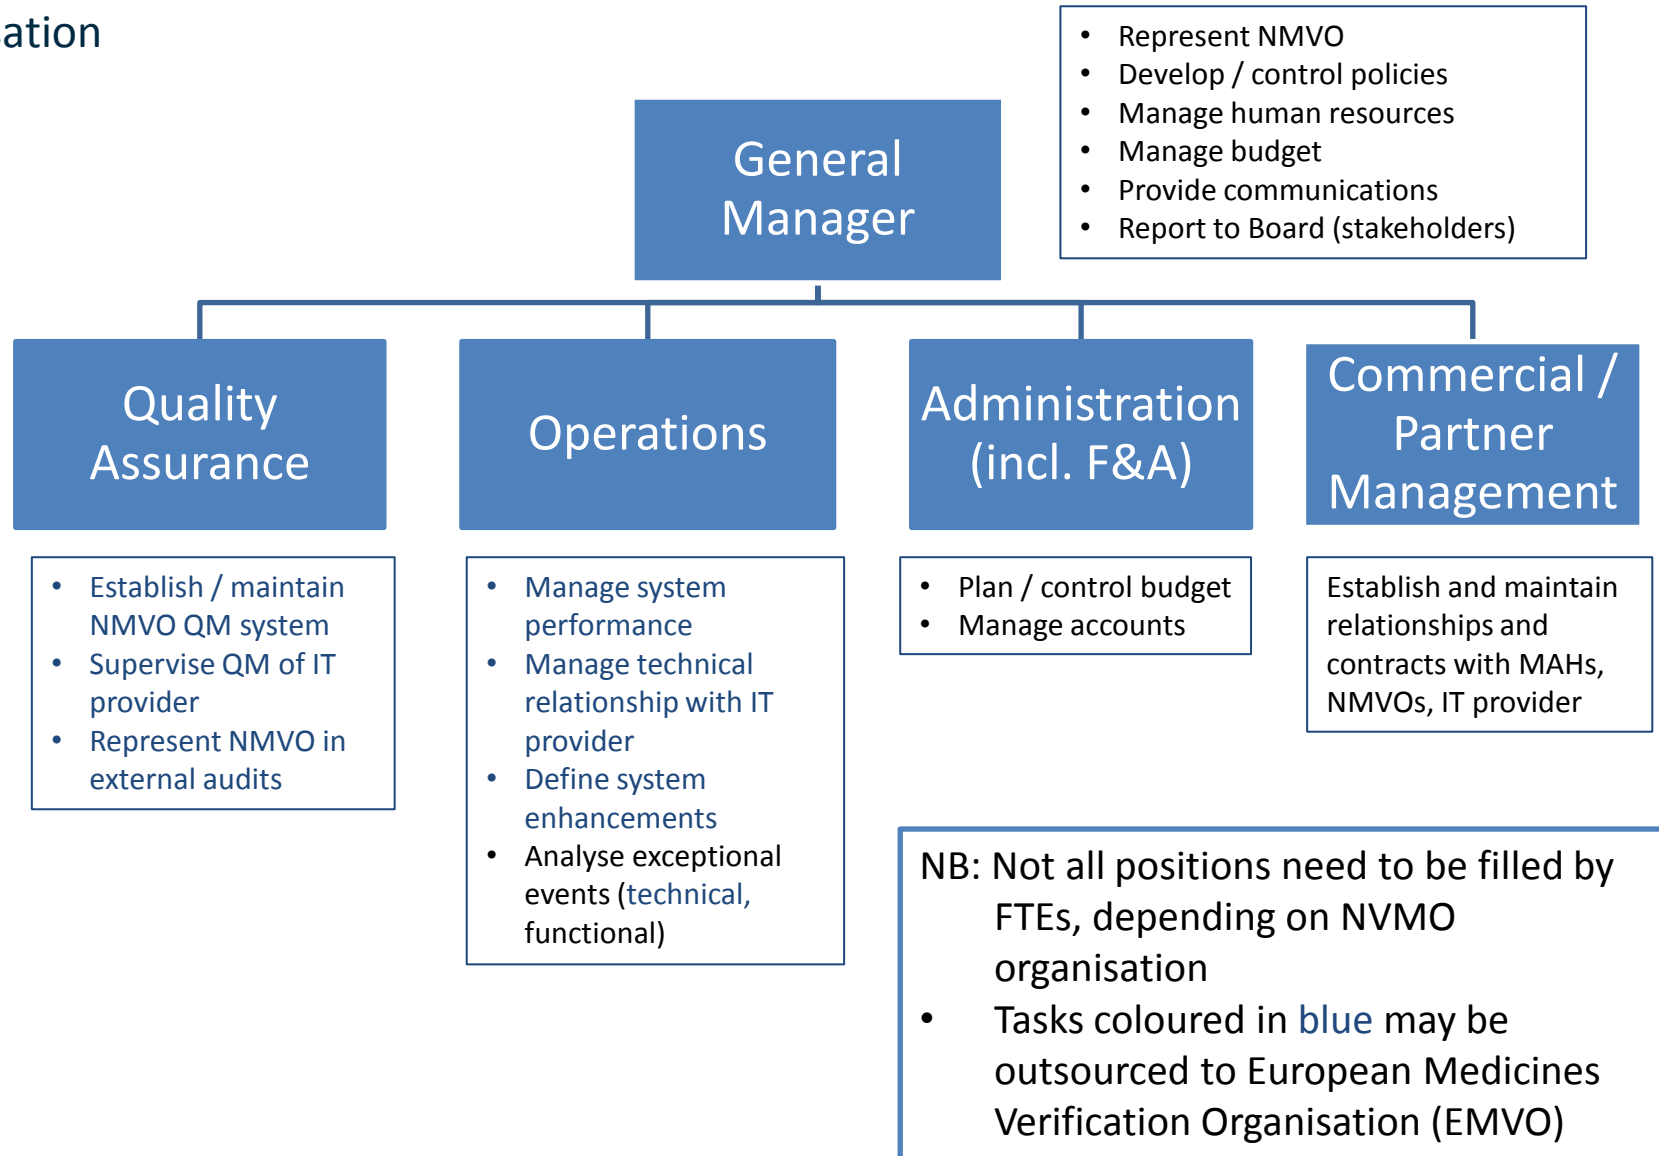 sation
• Represent NMVO
• Develop / control policies
• Manage human resources
• Manage budget
• Provide communications
• Report to Board (stakeholders)
General
Manager
Quality
Assurance
Operations
Administration
(incl. F&A)
Commercial /
Partner
Management
• Establish / maintain
NMVO QM system
• Supervise QM of IT
provider
• Represent NMVO in
external audits
• Manage system
performance
• Manage technical
relationship with IT
provider
• Define system
enhancements
• Analyse exceptional
events (technical,
functional)
• Plan / control budget
• Manage accounts
Establish and maintain
relationships and
contracts with MAHs,
NMVOs, IT provider
NB: Not all positions need to be filled by
FTEs, depending on NVMO
organisation
• Tasks coloured in blue may be
outsourced to European Medicines
Verification Organisation (EMVO)